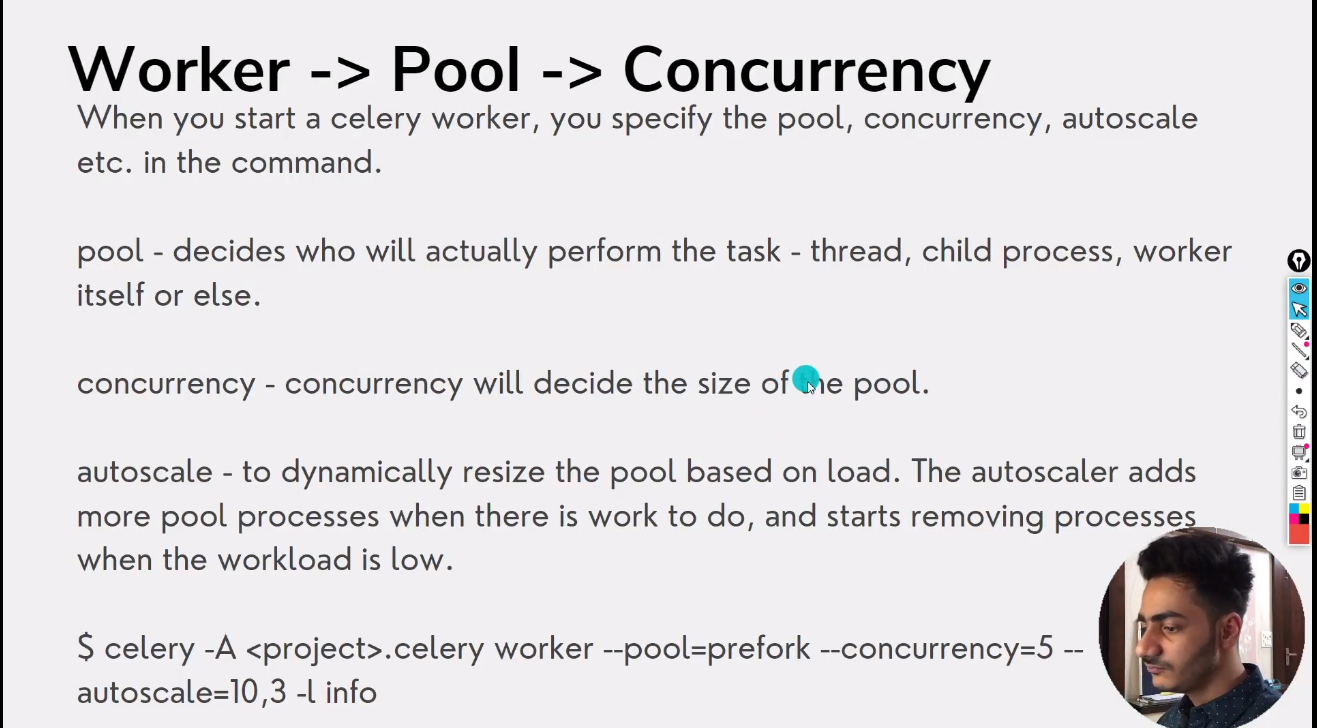 Worker -> Pool -> Concurrency
When you start a celery worker, you specify the pool, concurrency, autoscale
etc. in the command.
pool - decides who will actually perform the task - thread, child process, worker
itself or else.
concurrency - concurrency will decide the size of the pool.
autoscale - to dynamically resize the pool based on load. The autoscaler adds
more pool processes when there is work to do, and starts removing processes
when the workload is low.
$ celery -A <project>.celery worker --pool=prefork --concurrency=5 --
autoscale=10,3 -l info